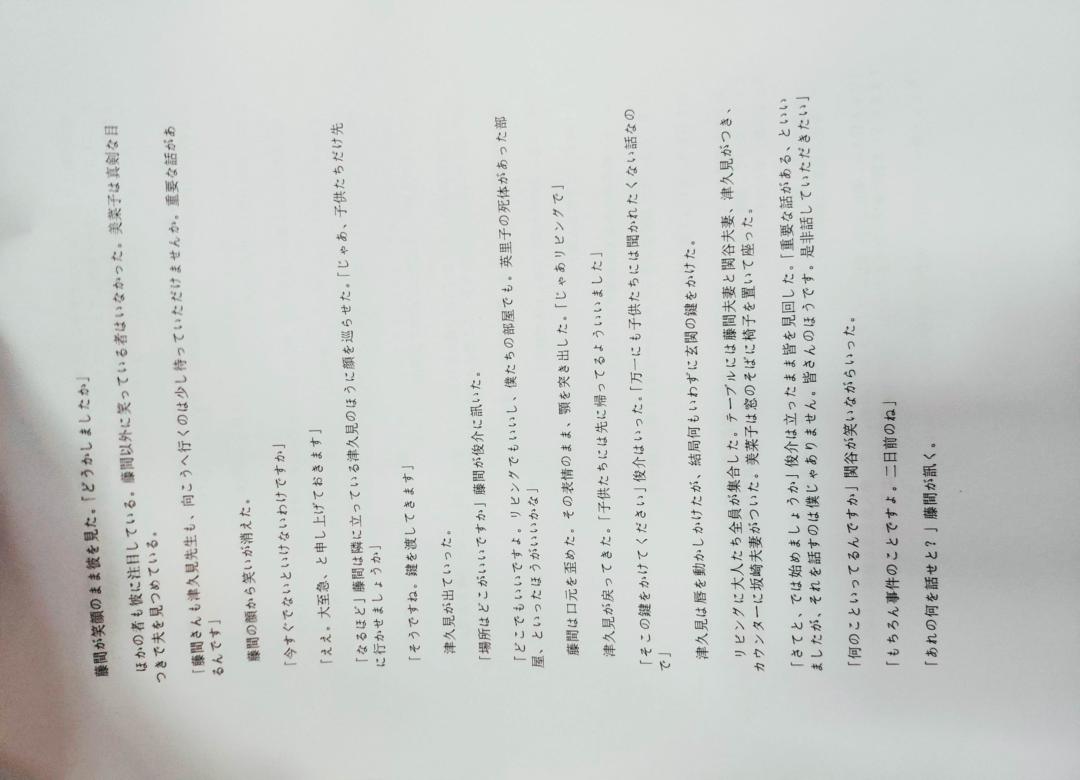 藤間が笑顔のまま彼を見た。「どうかしましたか」
ほかの者も彼に注目している。藤間以外に笑っている者はいなかった。美菜子は真剣な目
つきで夫を見つめている。
「藤間さんも津久見先生も、向こうへ行くのは少し待っていただけませんか。重要な話があ
るんです」
藤間の顔から笑いが消えた。
「今すぐでないといけないわけですか」
「ええ。大至急、と申し上げておきます」
「なるほど」藤間は隣に立っている津久見のほうに顔を巡らせた。「じゃあ、子供たちだけ先
に行かせましょうか」
「そうですね。鍵を渡してきます」
津久見が出ていった。
「場所はどこがいいですか」藤間が俊介に訊いた。
「どこでもいいですよ。リビングでもいいし、僕たちの部屋でも。英里子の死体があった部
屋、といったほうがいいかな」
藤間は口元を歪めた。その表情のまま、顎を突き出した。「じゃあリビングで」
津久見が戻ってきた。「子供たちには先に帰ってるよういいました」
「そこの鍵をかけてください」俊介はいった。「万一にも子供たちには聞かれたくない話なの
で」
津久見は唇を動かしかけたが、結局何もいわずに玄関の鍵をかけた。
リビングに大人たち全員が集合した。テーブルには藤間夫妻と関谷夫妻、津久見がつき、
カウンターに坂崎夫妻がついた。美菜子は窓のそばに椅子を置いて座った。
「さてと、では始めましょうか」俊介は立ったまま皆を見回した。「重要な話がある、といい
ましたが、それを話すのは僕じゃありません。皆さんのほうです。是非話していただきたい」
「何のこといってるんですか」関谷が笑いながらいった。
「もちろん事件のことですよ。二日前のね」
「あれの何を話せと？」藤間が訊く。